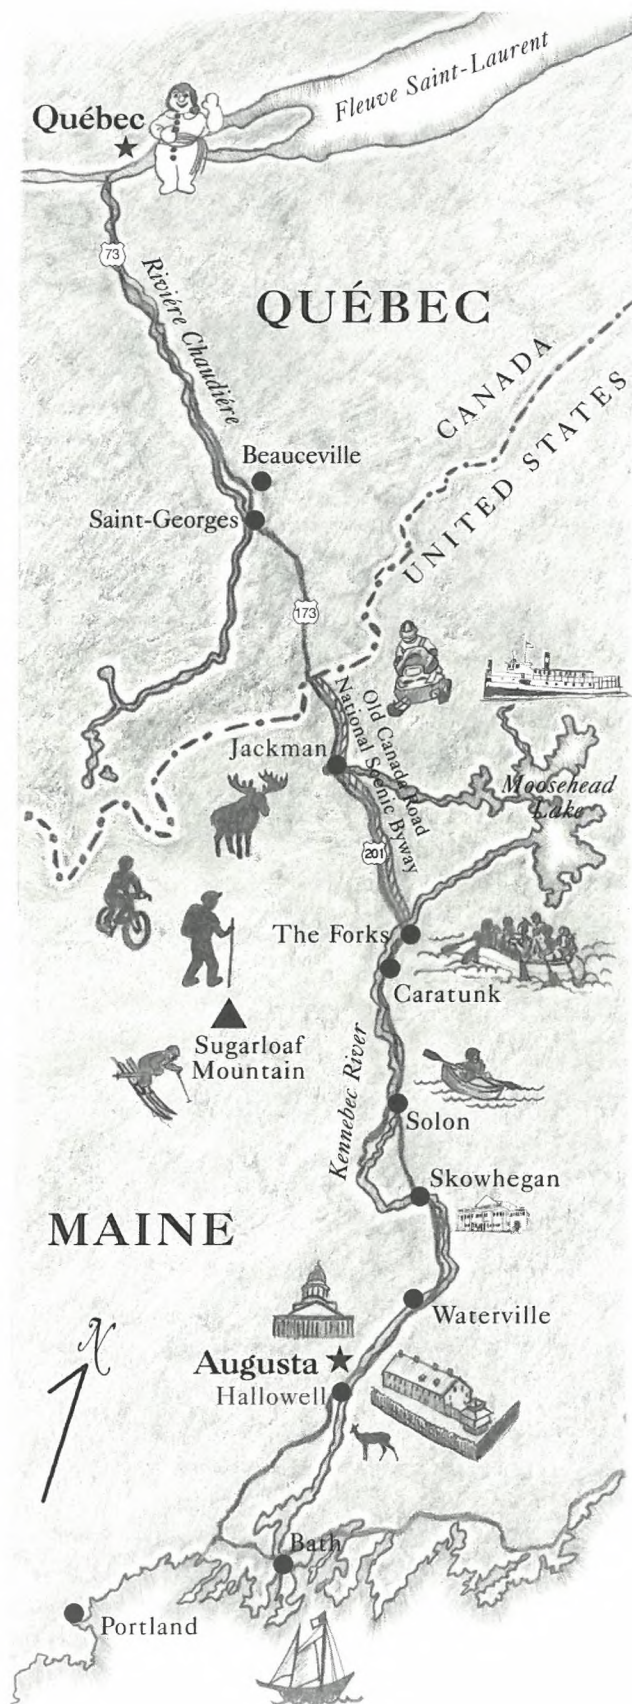 Fleuve Saint-Laurent
Québec
73
Riviére Chaudiére
QUÉBEC
CANADA
UNITED STATES
Beauceville
Saint-Georges
173
Old Canada Road
National Scenic Byway
Jackman
Moosehead
Lake
201
The Forks
Caratunk
Sugarloaf
Mountain
Kennebec River
Solon
Skowhegan
MAINE
Waterville
Augusta
Hallowell
N
Bath
Portland